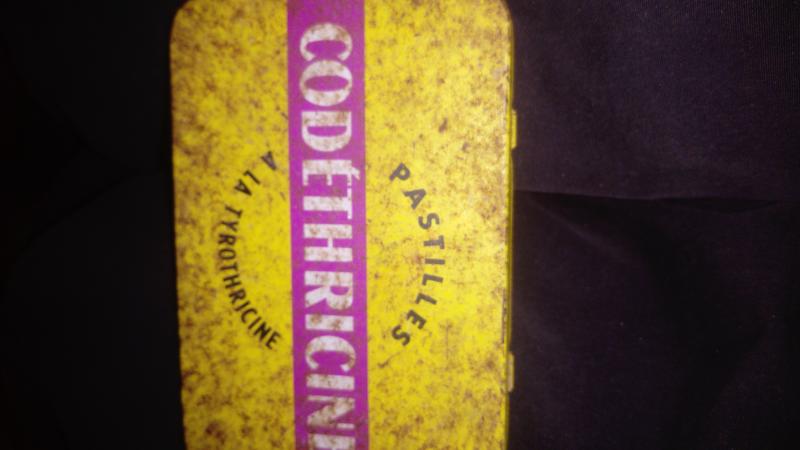 PASTILLES
CODÉTHRICINE
A LA TYROTHRICINE